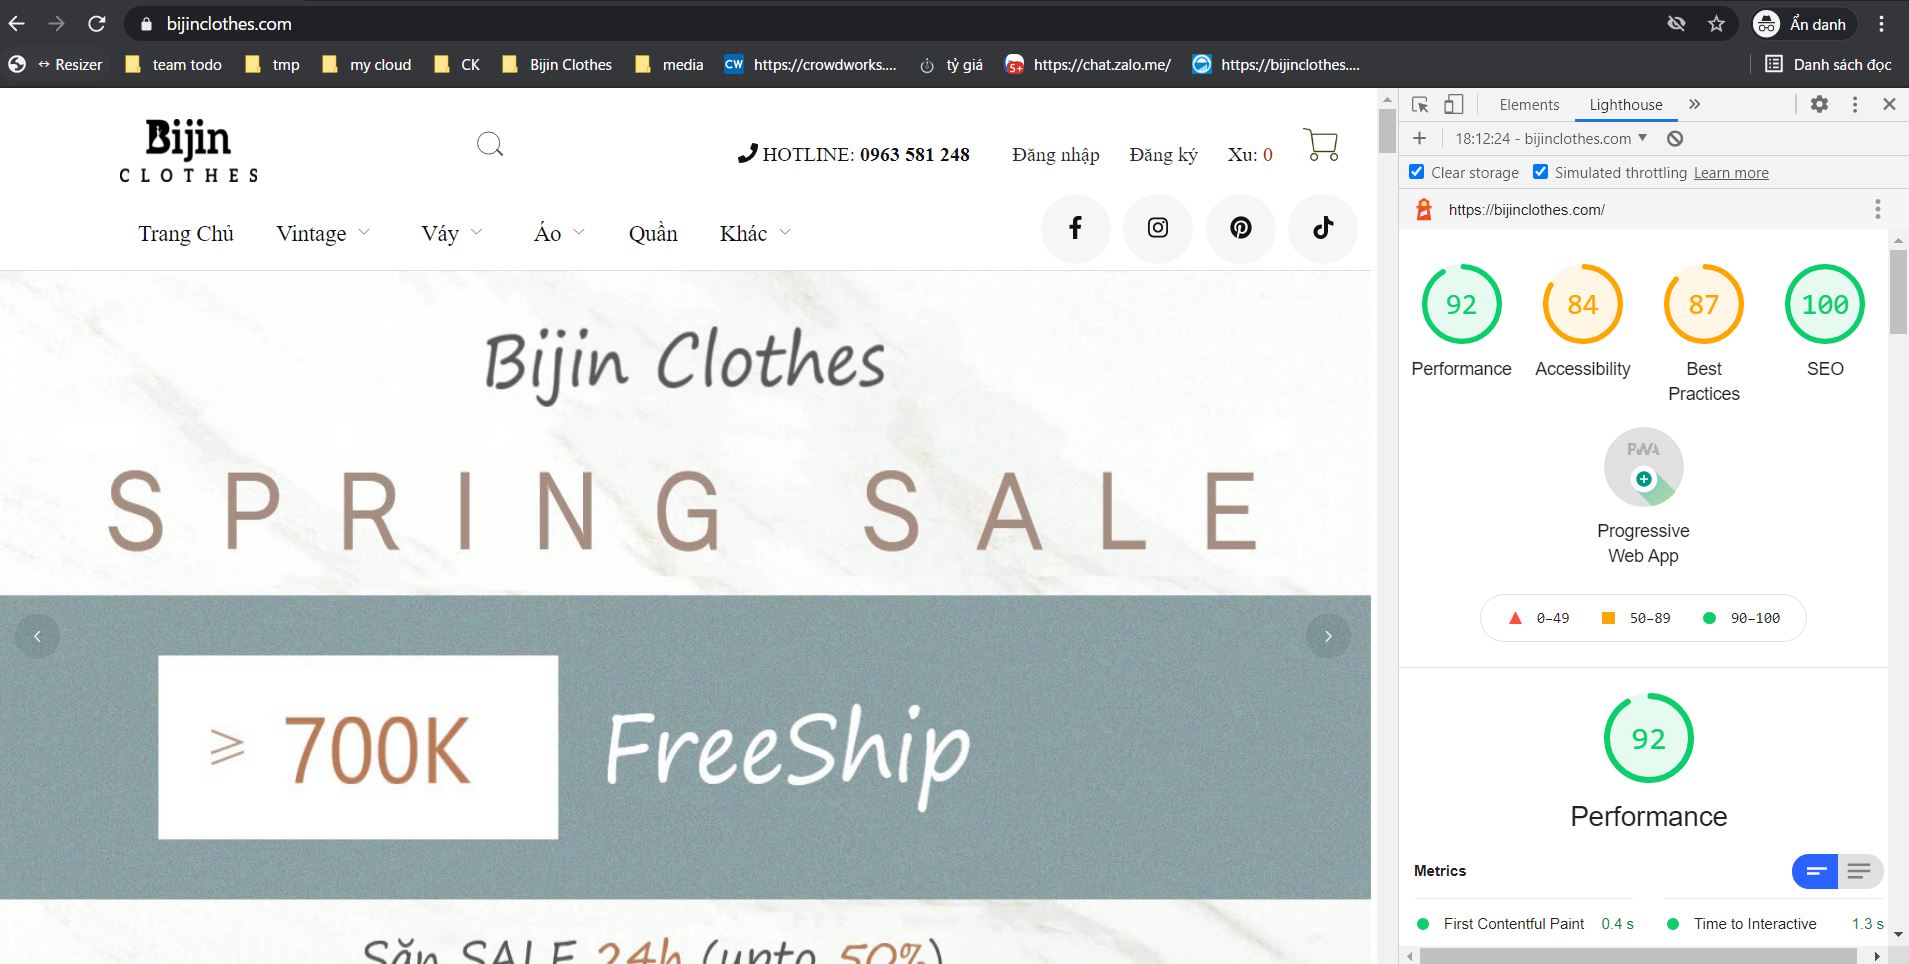 bijinclothes.com
Ẩn danh
↔ Resizer
team todo
tmp
my cloud
CK
Bijin Clothes
media
CW
https://crowdworks....
tỷ giá
5+
https://chat.zalo.me/
https://bijinclothes....
Danh sách đọc
Bijin
CLOTHES
HOTLINE: 0963 581 248
Đăng nhập
Đăng ký
Xu: 0
Trang Chủ
Vintage
Váy
Áo
Quần
Khác
Bijin Clothes
SPRING SALE
≥ 700K
FreeShip
Săn SALE 24h (upto 50%)
Elements
Lighthouse
»
18:12:24 - bijinclothes.com
Clear storage
Simulated throttling
Learn more
https://bijinclothes.com/
92
84
87
100
Performance
Accessibility
Best
Practices
SEO
PWA
Progressive
Web App
0–49
50–89
90–100
92
Performance
Metrics
First Contentful Paint
0.4 s
Time to Interactive
1.3 s